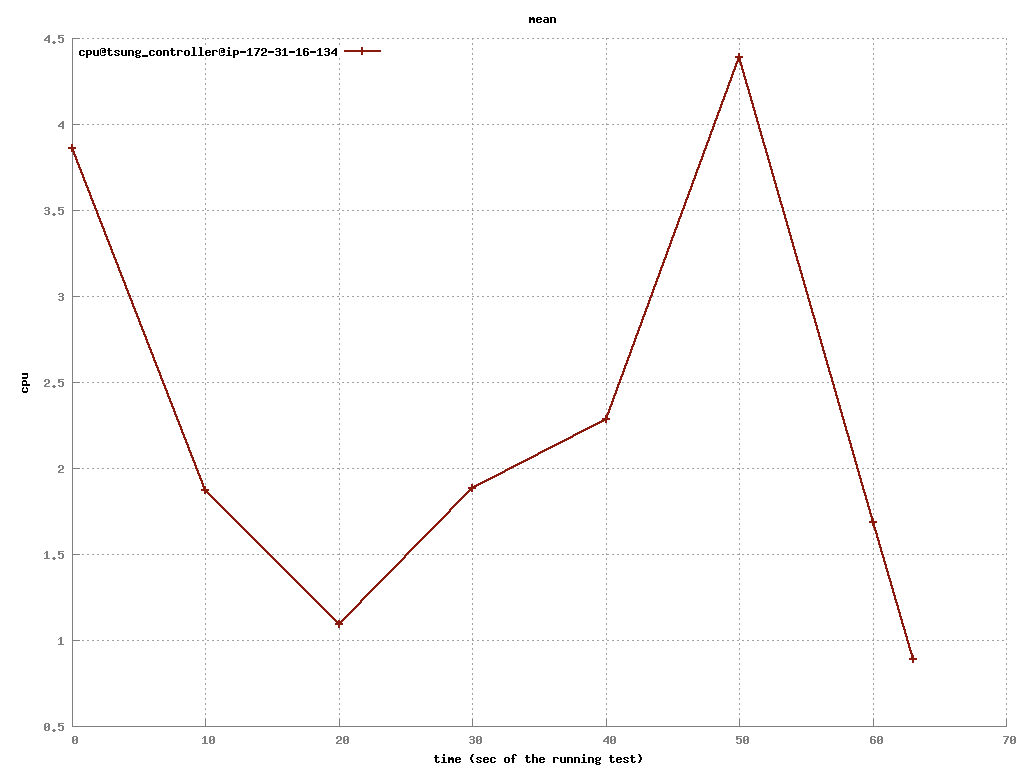 mean
4.5
cpu@tsung_controller@ip-172-31-16-134
4
3.5
3
cpu
2.5
2
1.5
1
0.5
0 10 20 30 40 50 60 70
time (sec of the running test)